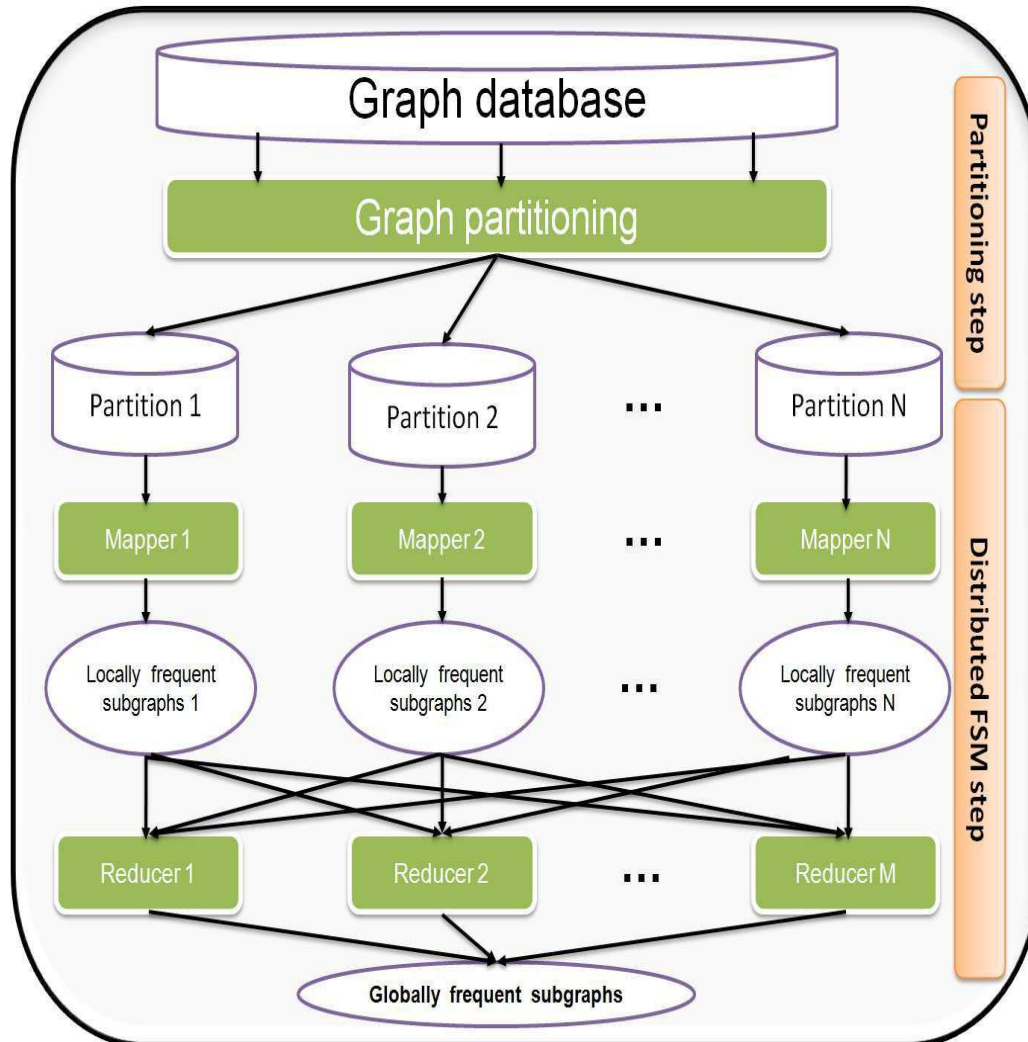 Graph database
Graph partitioning
Partitioning step
Partition 1
Partition 2
...
Partition N
Mapper 1
Mapper 2
...
Mapper N
Distributed FSM step
Locally frequent
subgraphs 1
Locally frequent
subgraphs 2
...
Locally frequent
subgraphs N
Reducer 1
Reducer 2
...
Reducer M
Globally frequent subgraphs